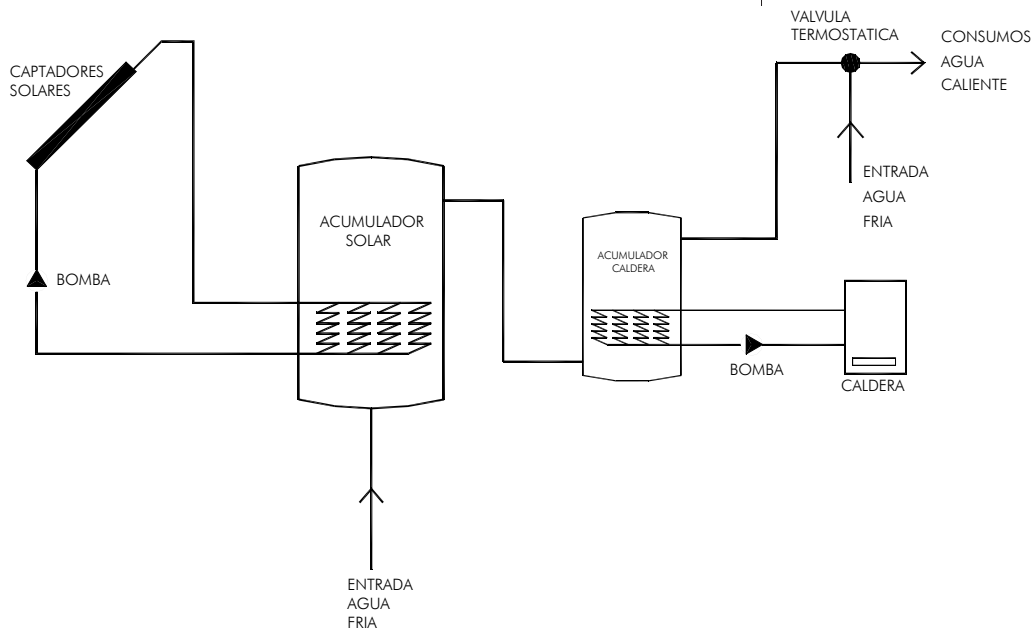 VALVULA
TERMOSTATICA
CONSUMOS
AGUA
CALIENTE
CAPTADORES
SOLARES
ENTRADA
AGUA
FRIA
ACUMULADOR
SOLAR
ACUMULADOR
CALDERA
BOMBA
BOMBA
CALDERA
ENTRADA
AGUA
FRIA